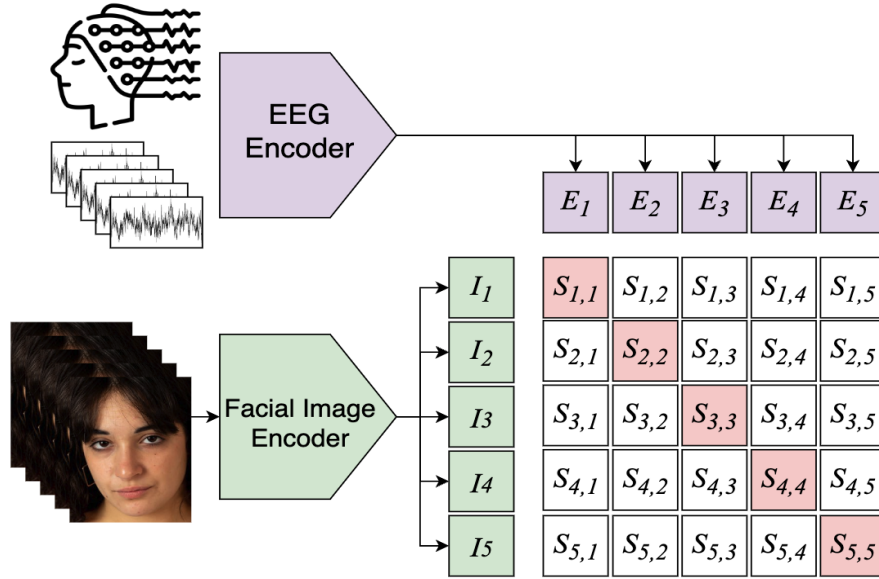 EEG
Encoder
E1 E2 E3 E4 E5
I1 S1,1 S1,2 S1,3 S1,4 S1,5
I2 S2,1 S2,2 S2,3 S2,4 S2,5
Facial Image
Encoder
I3 S3,1 S3,2 S3,3 S3,4 S3,5
I4 S4,1 S4,2 S4,3 S4,4 S4,5
I5 S5,1 S5,2 S5,3 S5,4 S5,5